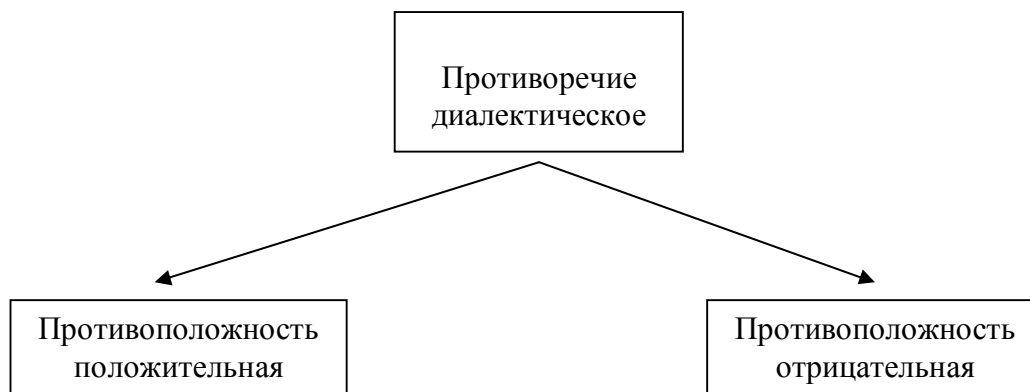 Противоречие
диалектическое
Противоположность
положительная
Противоположность
отрицательная